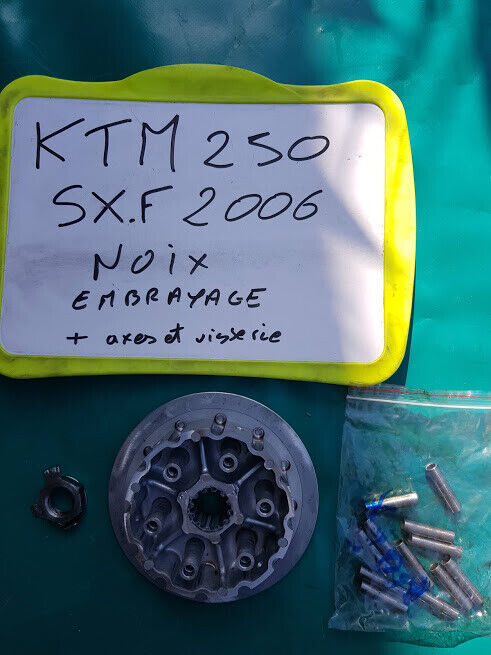 KTM 250
SX.F 2006
NOIX
EMBRAYAGE
+ axes et visserie